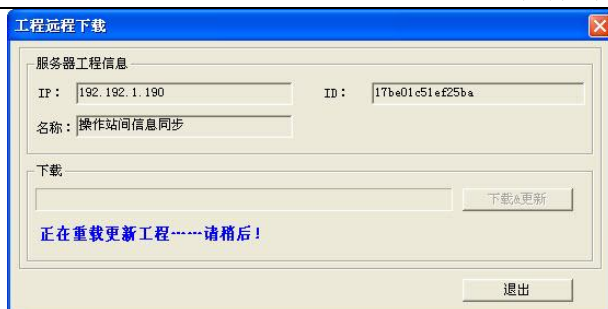 工程远程下载
服务器工程信息
IP： 192.192.1.190 ID： 17be01c51ef25ba
名称： 操作站间信息同步
下载
下载&更新
正在重载更新工程……请稍后！
退出